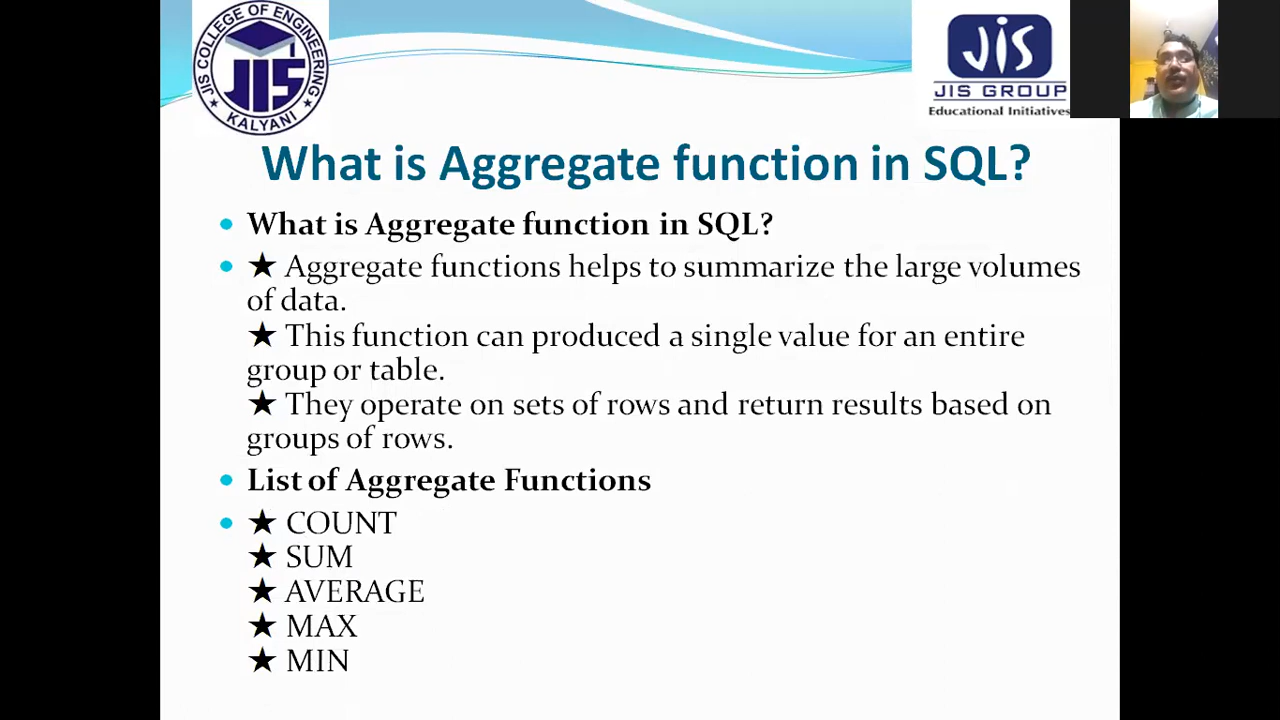 JIS COLLEGE OF ENGINEERING
JIS
KALYANI
JIS
JIS GROUP
Educational Initiatives
What is Aggregate function in SQL?
• What is Aggregate function in SQL?
• ★ Aggregate functions helps to summarize the large volumes
of data.
★ This function can produced a single value for an entire
group or table.
★ They operate on sets of rows and return results based on
groups of rows.
• List of Aggregate Functions
• ★ COUNT
★ SUM
★ AVERAGE
★ MAX
★ MIN